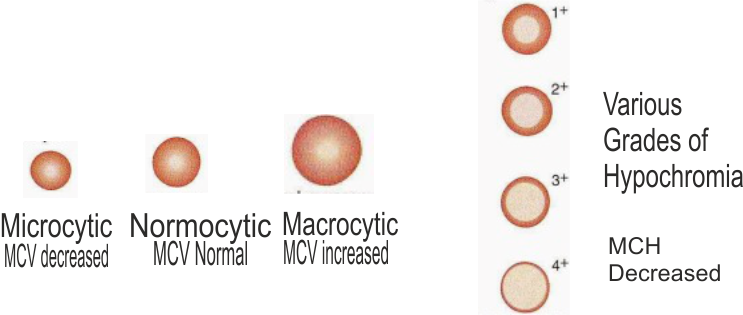 Microcytic
MCV decreased
Normocytic
MCV Normal
Macrocytic
MCV increased
1+
2+
3+
4+
Various
Grades of
Hypochromia
MCH
Decreased